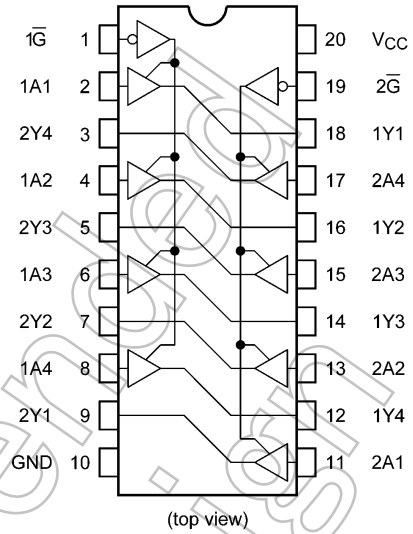 1G̅ 1 20 VCC
1A1 2 19 2G̅
2Y4 3 18 1Y1
1A2 4 17 2A4
2Y3 5 16 1Y2
1A3 6 15 2A3
2Y2 7 14 1Y3
1A4 8 13 2A2
2Y1 9 12 1Y4
GND 10 11 2A1
(top view)